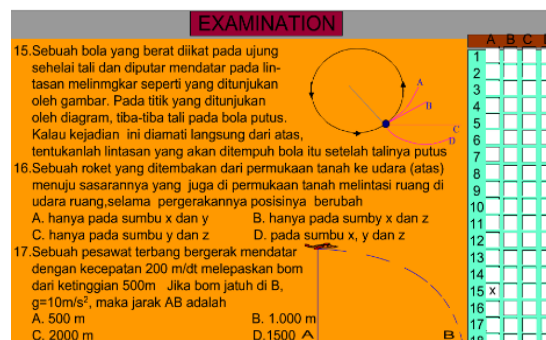 EXAMINATION
A B C
15.Sebuah bola yang berat diikat pada ujung
sehelai tali dan diputar mendatar pada lin-
tasan melinmgkar seperti yang ditunjukan
oleh gambar. Pada titik yang ditunjukan
oleh diagram, tiba-tiba tali pada bola putus.
Kalau kejadian ini diamati langsung dari atas,
tentukanlah lintasan yang akan ditempuh bola itu setelah talinya putus
A
B
C
D
16.Sebuah roket yang ditembakan dari permukaan tanah ke udara (atas)
menuju sasarannya yang juga di permukaan tanah melintasi ruang di
udara ruang,selama pergerakannya posisinya berubah
A. hanya pada sumbu x dan y B. hanya pada sumby x dan z
C. hanya pada sumbu y dan z D. pada sumbu x, y dan z
17.Sebuah pesawat terbang bergerak mendatar
dengan kecepatan 200 m/dt melepaskan bom
dari ketinggian 500m Jika bom jatuh di B,
g=10m/s², maka jarak AB adalah
A. 500 m B. 1.000 m
C. 2000 m D.1500 A B
1
2
3
4
5
6
7
8
9
10
11
12
13
14
15 x
16
17
18